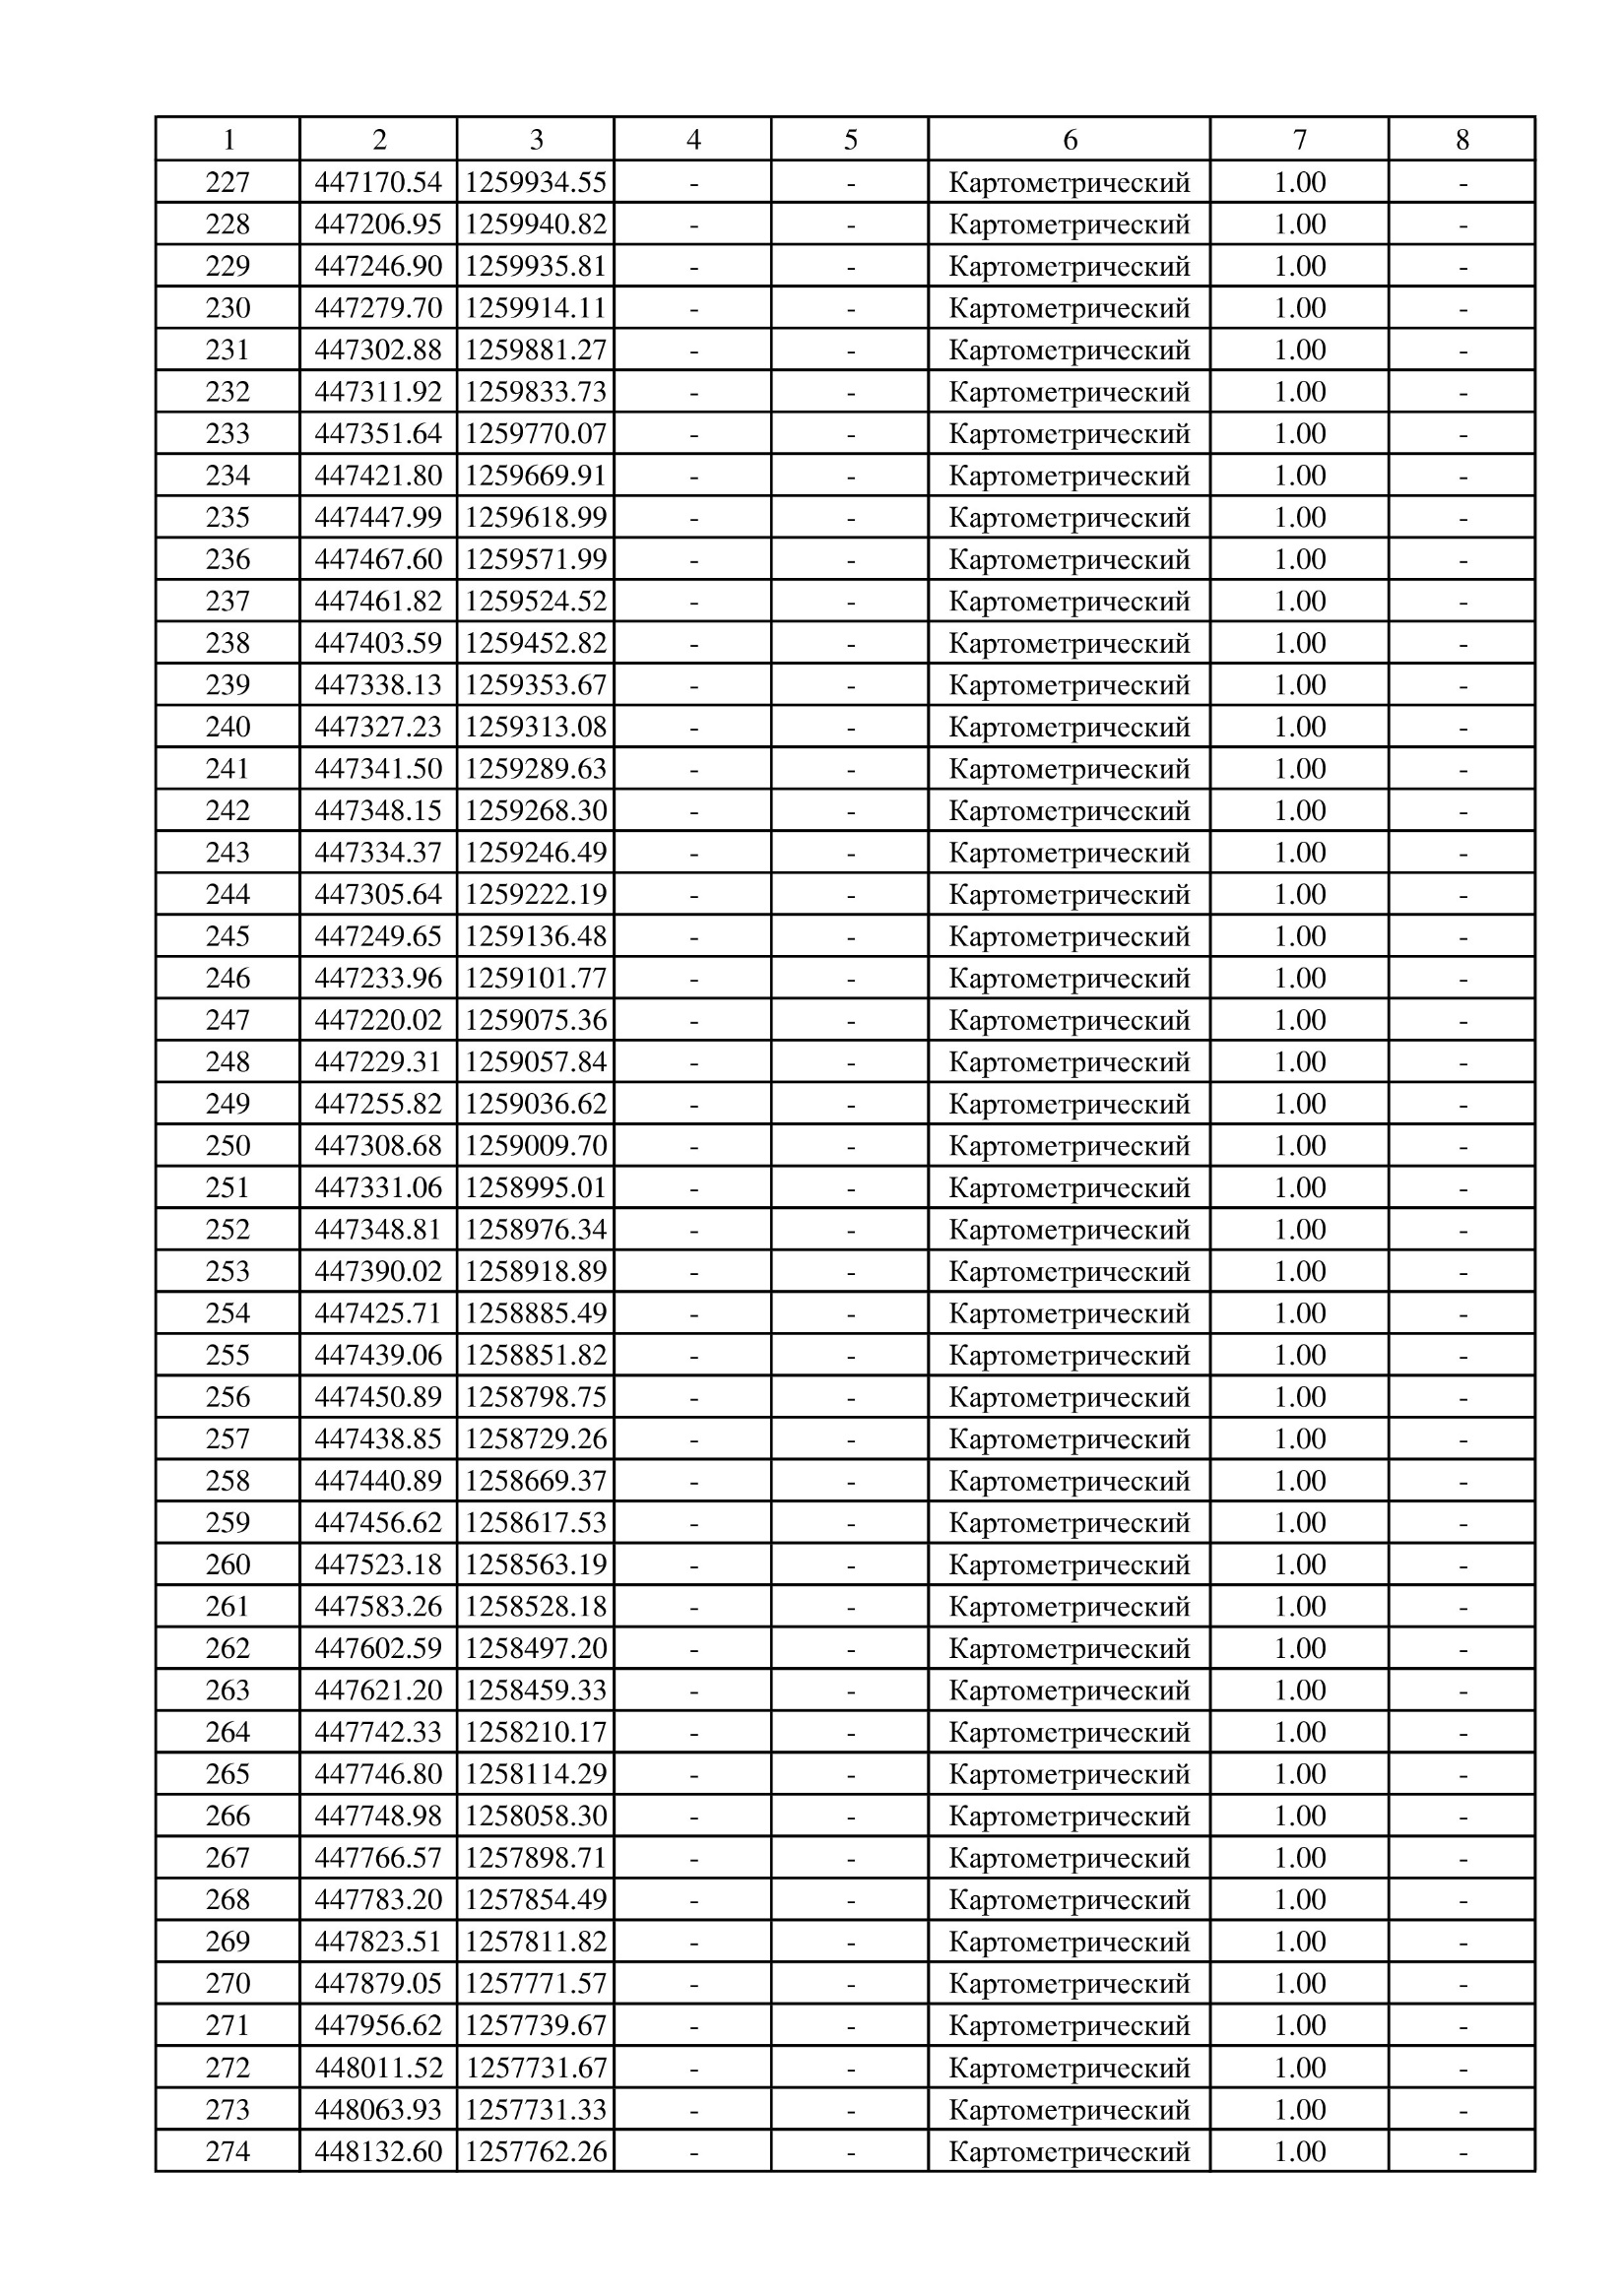 1 2 3 4 5 6 7 8
227 447170.54 1259934.55 - - Картометрический 1.00 -
228 447206.95 1259940.82 - - Картометрический 1.00 -
229 447246.90 1259935.81 - - Картометрический 1.00 -
230 447279.70 1259914.11 - - Картометрический 1.00 -
231 447302.88 1259881.27 - - Картометрический 1.00 -
232 447311.92 1259833.73 - - Картометрический 1.00 -
233 447351.64 1259770.07 - - Картометрический 1.00 -
234 447421.80 1259669.91 - - Картометрический 1.00 -
235 447447.99 1259618.99 - - Картометрический 1.00 -
236 447467.60 1259571.99 - - Картометрический 1.00 -
237 447461.82 1259524.52 - - Картометрический 1.00 -
238 447403.59 1259452.82 - - Картометрический 1.00 -
239 447338.13 1259353.67 - - Картометрический 1.00 -
240 447327.23 1259313.08 - - Картометрический 1.00 -
241 447341.50 1259289.63 - - Картометрический 1.00 -
242 447348.15 1259268.30 - - Картометрический 1.00 -
243 447334.37 1259246.49 - - Картометрический 1.00 -
244 447305.64 1259222.19 - - Картометрический 1.00 -
245 447249.65 1259136.48 - - Картометрический 1.00 -
246 447233.96 1259101.77 - - Картометрический 1.00 -
247 447220.02 1259075.36 - - Картометрический 1.00 -
248 447229.31 1259057.84 - - Картометрический 1.00 -
249 447255.82 1259036.62 - - Картометрический 1.00 -
250 447308.68 1259009.70 - - Картометрический 1.00 -
251 447331.06 1258995.01 - - Картометрический 1.00 -
252 447348.81 1258976.34 - - Картометрический 1.00 -
253 447390.02 1258918.89 - - Картометрический 1.00 -
254 447425.71 1258885.49 - - Картометрический 1.00 -
255 447439.06 1258851.82 - - Картометрический 1.00 -
256 447450.89 1258798.75 - - Картометрический 1.00 -
257 447438.85 1258729.26 - - Картометрический 1.00 -
258 447440.89 1258669.37 - - Картометрический 1.00 -
259 447456.62 1258617.53 - - Картометрический 1.00 -
260 447523.18 1258563.19 - - Картометрический 1.00 -
261 447583.26 1258528.18 - - Картометрический 1.00 -
262 447602.59 1258497.20 - - Картометрический 1.00 -
263 447621.20 1258459.33 - - Картометрический 1.00 -
264 447742.33 1258210.17 - - Картометрический 1.00 -
265 447746.80 1258114.29 - - Картометрический 1.00 -
266 447748.98 1258058.30 - - Картометрический 1.00 -
267 447766.57 1257898.71 - - Картометрический 1.00 -
268 447783.20 1257854.49 - - Картометрический 1.00 -
269 447823.51 1257811.82 - - Картометрический 1.00 -
270 447879.05 1257771.57 - - Картометрический 1.00 -
271 447956.62 1257739.67 - - Картометрический 1.00 -
272 448011.52 1257731.67 - - Картометрический 1.00 -
273 448063.93 1257731.33 - - Картометрический 1.00 -
274 448132.60 1257762.26 - - Картометрический 1.00 -